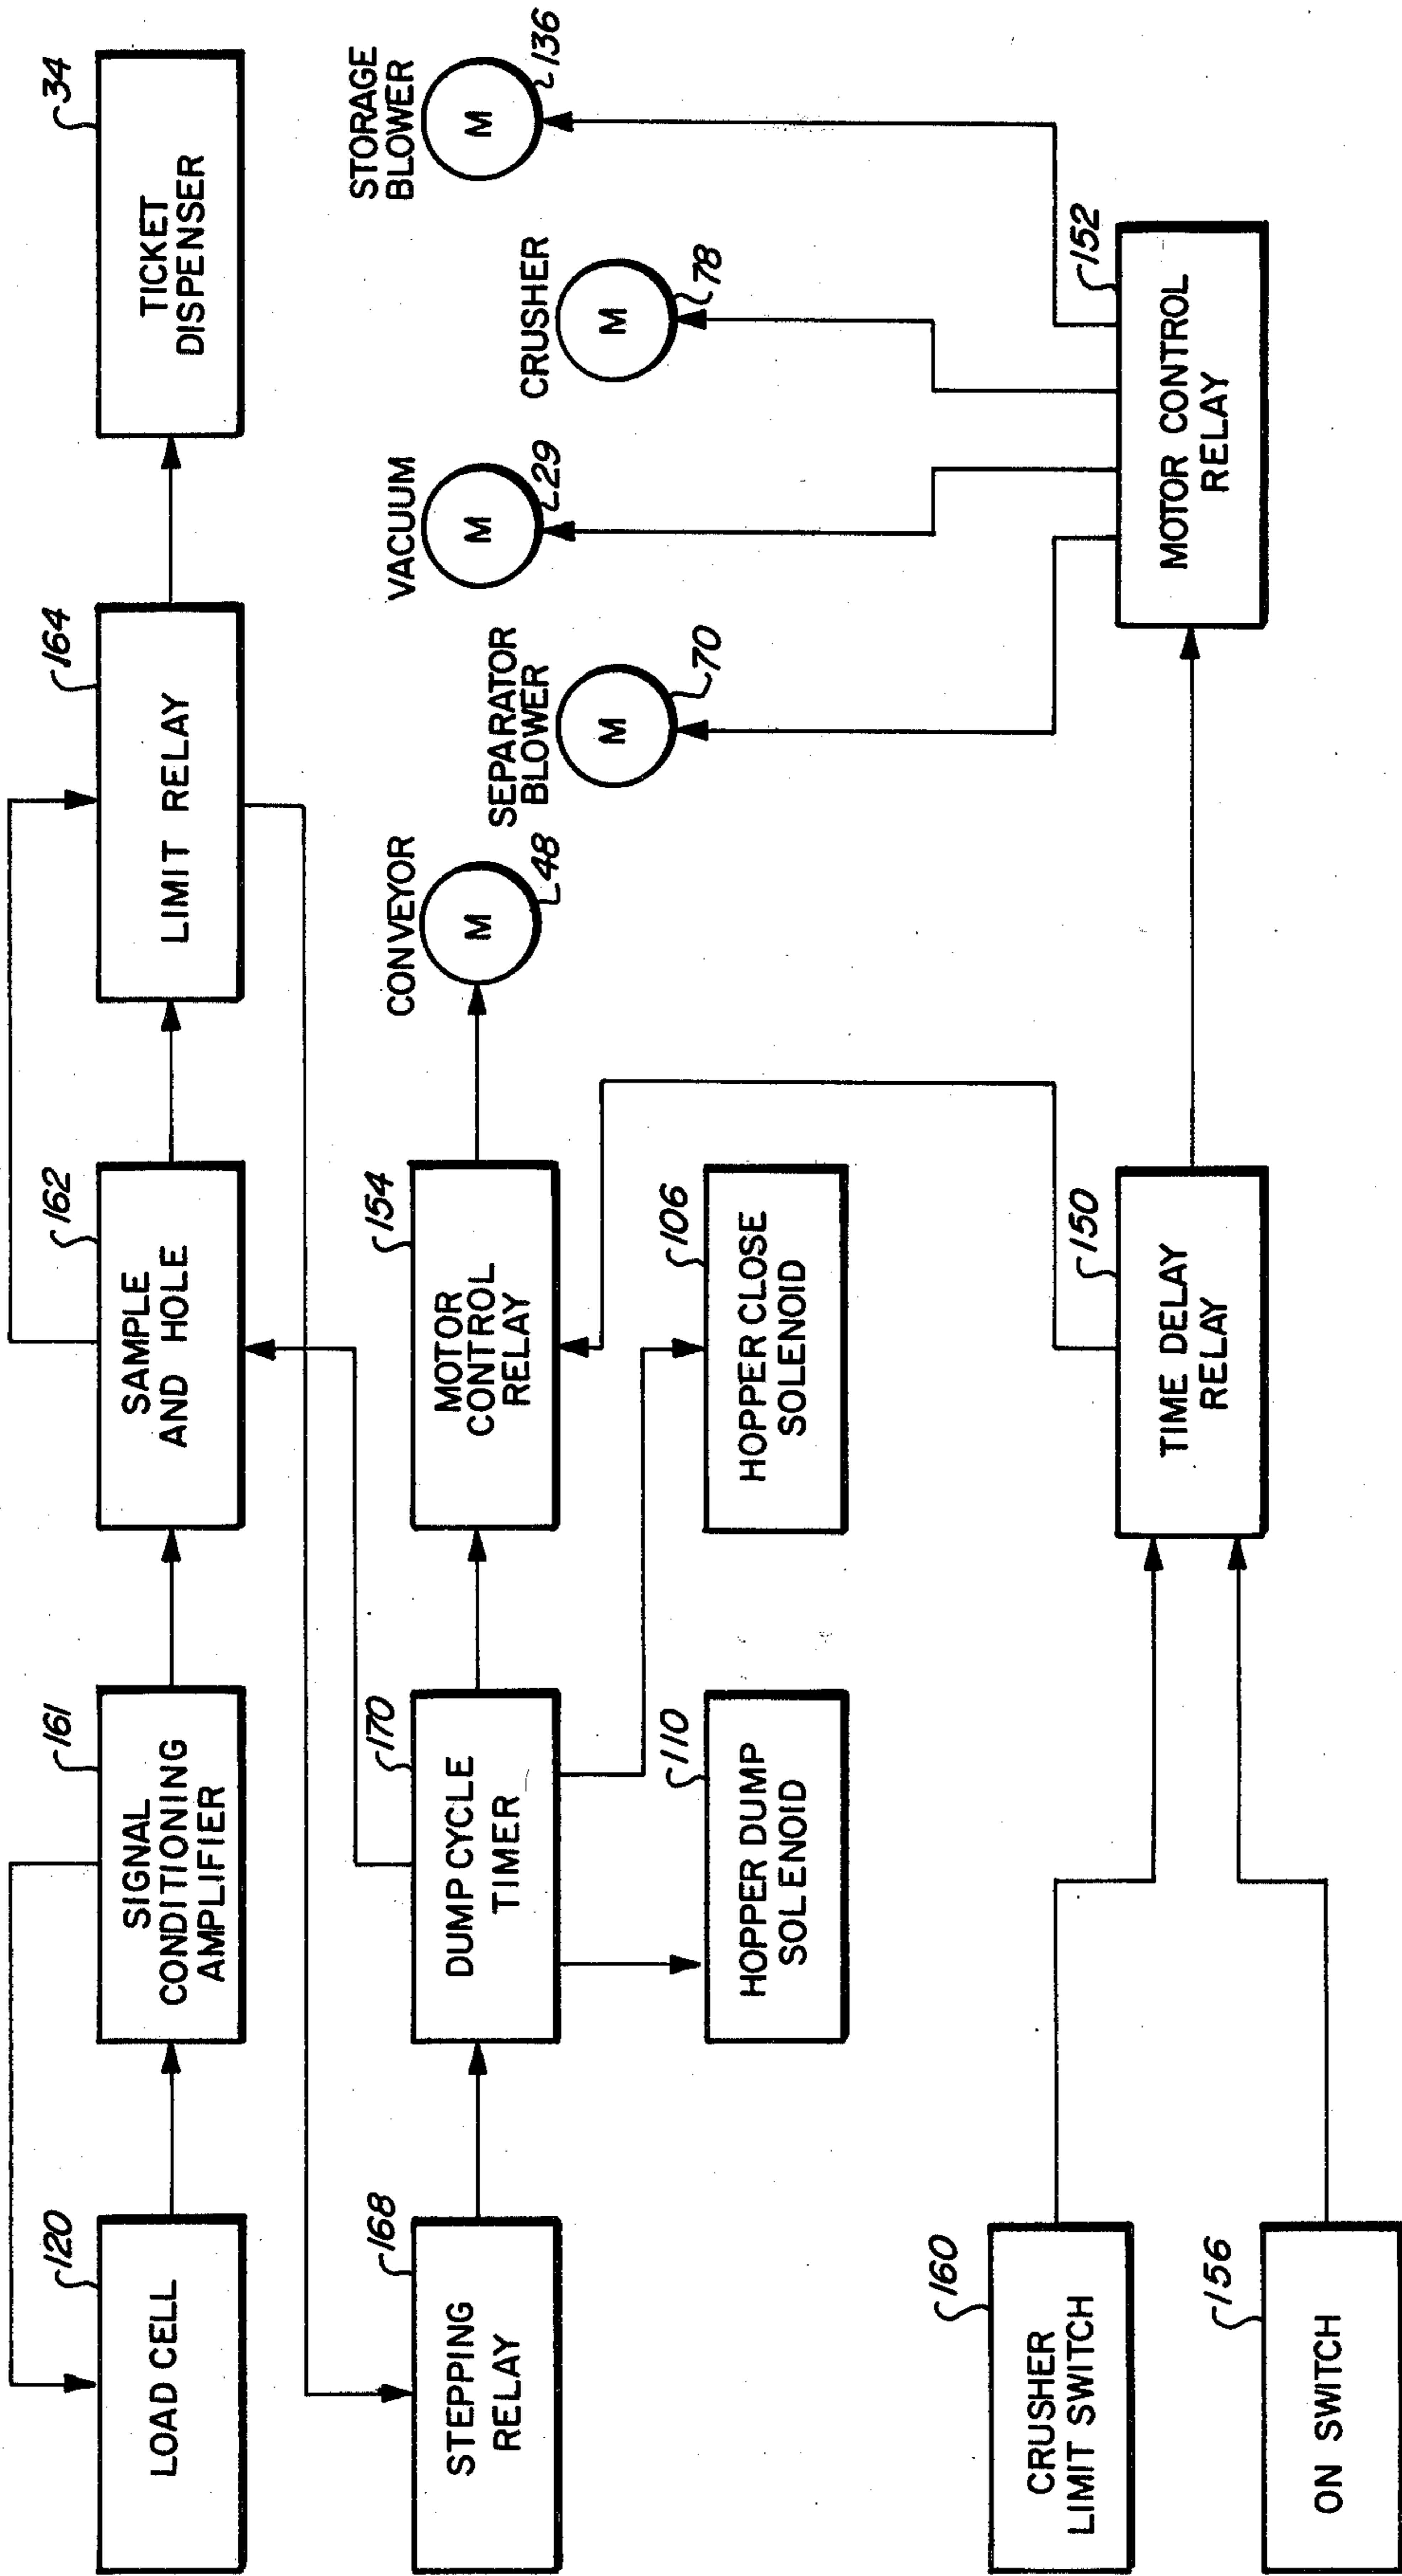 120
LOAD CELL
161
SIGNAL
CONDITIONING
AMPLIFIER
162
SAMPLE
AND HOLE
164
LIMIT RELAY
34
TICKET
DISPENSER
168
STEPPING
RELAY
170
DUMP CYCLE
TIMER
154
MOTOR
CONTROL
RELAY
CONVEYOR
M
48
SEPARATOR
BLOWER
M
70
VACUUM
M
29
CRUSHER
M
78
STORAGE
BLOWER
M
136
110
HOPPER DUMP
SOLENOID
106
HOPPER CLOSE
SOLENOID
160
CRUSHER
LIMIT SWITCH
156
ON SWITCH
150
TIME DELAY
RELAY
152
MOTOR CONTROL
RELAY